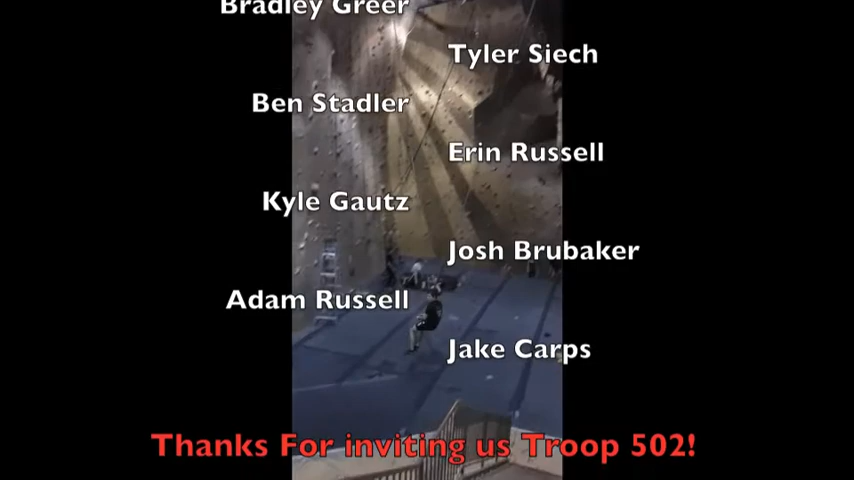 Bradley Greer
Tyler Siech
Ben Stadler
Erin Russell
Kyle Gautz
Josh Brubaker
Adam Russell
Jake Carps
Thanks For inviting us Troop 502!